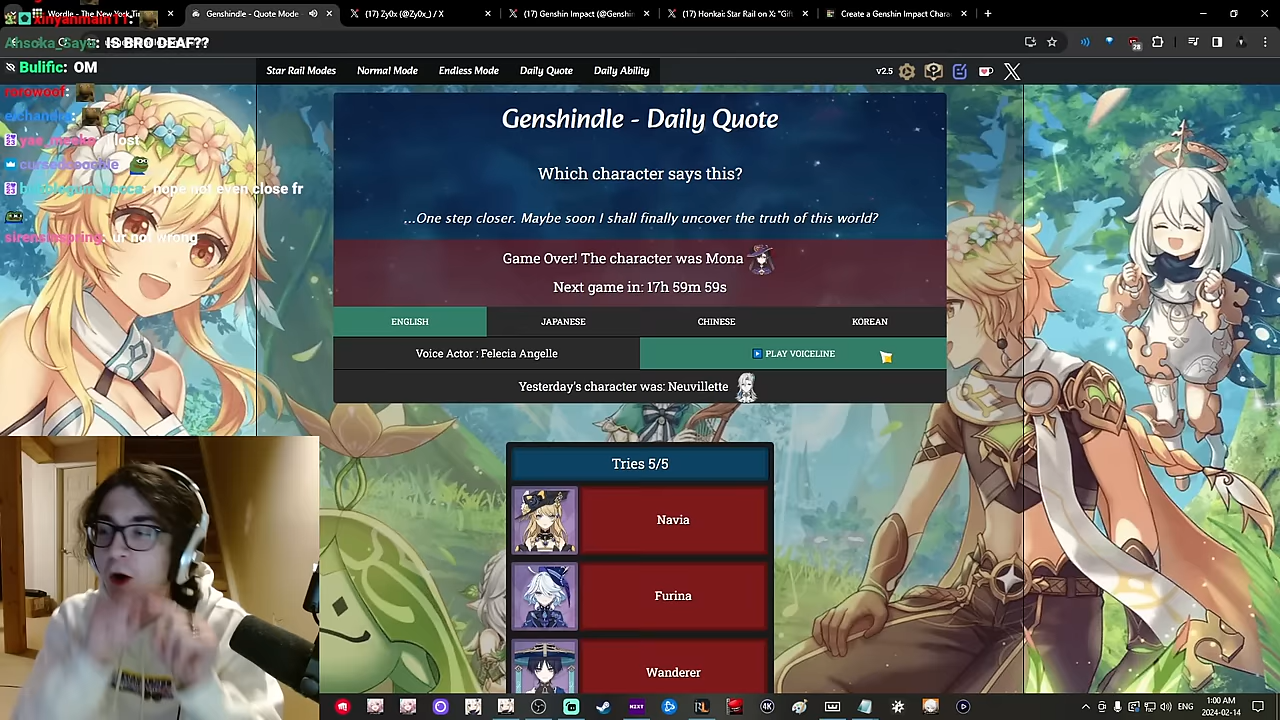 xinyanmain11:
Wordle - The New York Ti
Genshindle - Quote Mode
(17) Zy0x (@Zy0x_) / X
(17) Genshin Impact (@Genshin
(17) Honkai: Star Rail (@honkai
Create a Genshin Impact Chara
Ahsoka_Sayu: IS BRO DEAF??
Bulific: OM
28
Star Rail Modes
Normal Mode
Endless Mode
Daily Quote
Daily Ability
v2.5
rarowoof:
lost
nope not even close fr
ur not wrong
Genshindle - Daily Quote
Which character says this?
...One step closer. Maybe soon I shall finally uncover the truth of this world?
Game Over! The character was Mona
Next game in: 17h 59m 59s
ENGLISH
JAPANESE
CHINESE
KOREAN
Voice Actor : Felecia Angelle
PLAY VOICELINE
Yesterday's character was: Neuvillette
Tries 5/5
Navia
Furina
Wanderer
ENG
1:00 AM
2024-02-14